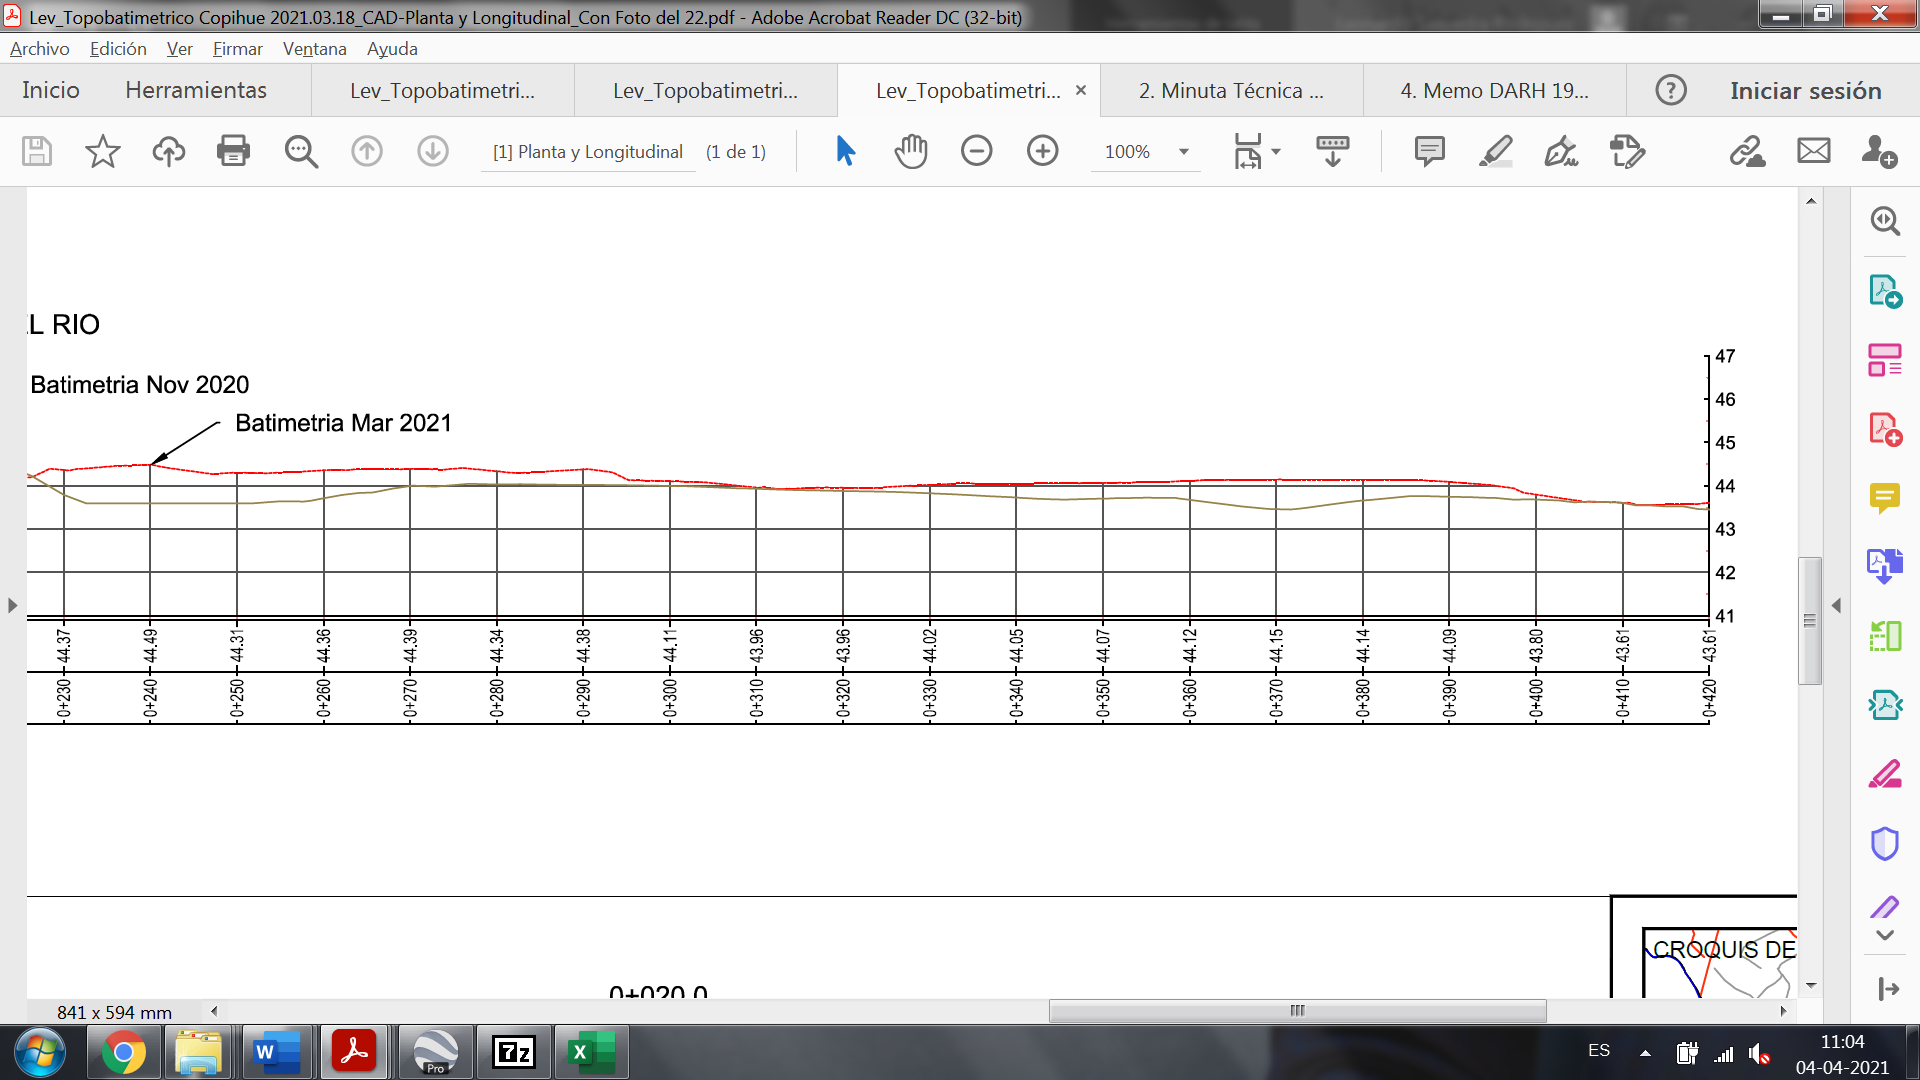 Lev_Topobatimetrico Copihue 2021.03.18_CAD-Planta y Longitudinal_Con Foto del 22.pdf - Adobe Acrobat Reader DC (32-bit)
Archivo Edición Ver Firmar Ventana Ayuda
Inicio Herramientas Lev_Topobatimetri... Lev_Topobatimetri... Lev_Topobatimetri... × 2. Minuta Técnica ... 4. Memo DARH 19... Iniciar sesión
[1] Planta y Longitudinal (1 de 1) 100%
EL RIO
Batimetria Nov 2020
Batimetria Mar 2021
47
46
45
44
43
42
41
44.37 44.49 44.31 44.36 44.39 44.34 44.38 44.11 43.96 43.96 44.02 44.05 44.07 44.12 44.15 44.14 44.09 43.80 43.61 43.61
0+230 0+240 0+250 0+260 0+270 0+280 0+290 0+300 0+310 0+320 0+330 0+340 0+350 0+360 0+370 0+380 0+390 0+400 0+410 0+420
CROQUIS DE
0+020.0
841 x 594 mm
W Pro 7z X
ES
11:04
04-04-2021